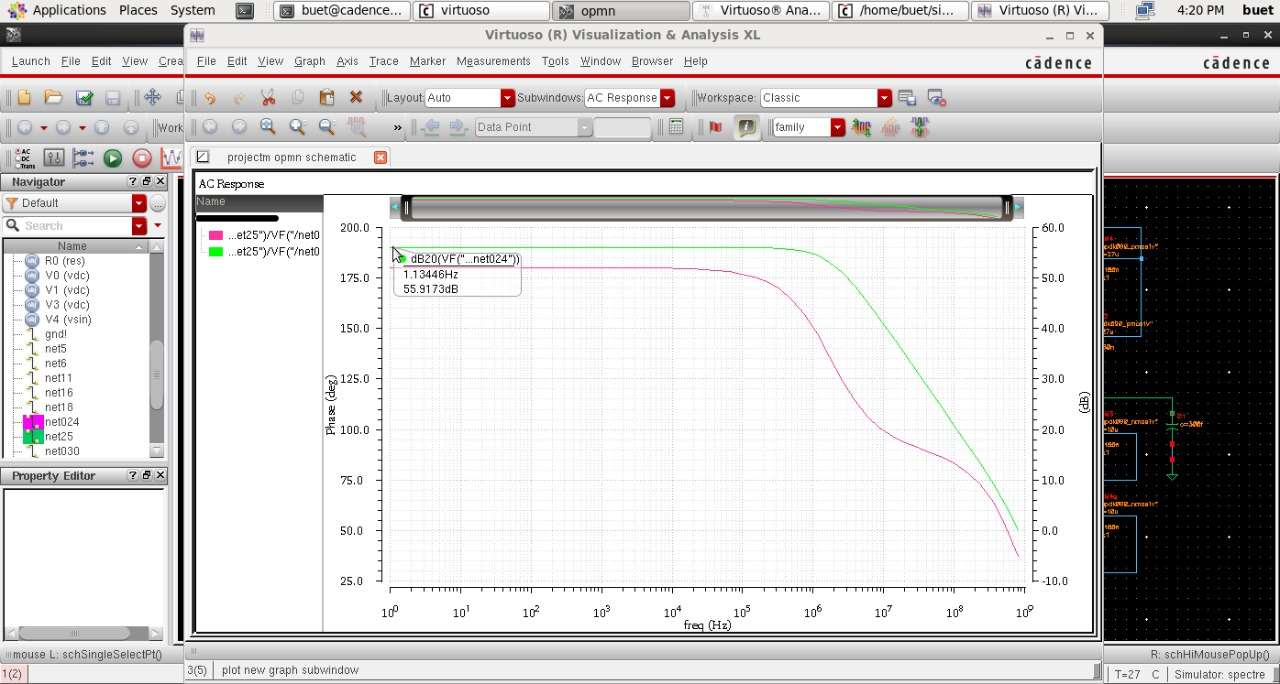 Applications Places System
buet@cadence...
virtuoso
opmn
Virtuoso® Ana...
/home/buet/si...
Virtuoso (R) Vi...
4:20 PM buet
Virtuoso (R) Visualization & Analysis XL
Launch File Edit View Crea
File Edit View Graph Axis Trace Marker Measurements Tools Window Browser Help
cādence
cādence
Layout: Auto
Subwindows: AC Response
Workspace: Classic
Work
» Data Point
family
AC
DC
Trans
projectm opmn schematic
Navigator
Default
Search
Name
R0 (res)
V0 (vdc)
V1 (vdc)
V3 (vdc)
V4 (vsin)
gnd!
net5
net6
net11
net16
net18
net024
net25
net030
Property Editor
AC Response
Name
...et25")/VF("/net0
...et25")/VF("/net0
200.0
175.0
150.0
125.0
100.0
75.0
50.0
25.0
Phase (deg)
dB20(VF("...net024"))
1.13446Hz
55.9173dB
60.0
50.0
40.0
30.0
20.0
10.0
0.0
-10.0
(dB)
10⁰ 10¹ 10² 10³ 10⁴ 10⁵ 10⁶ 10⁷ 10⁸ 10⁹
freq (Hz)
mouse L: schSingleSelectPt()
R: schHiMousePopUp()
1(2)
3(5) plot new graph subwindow
T=27 C Simulator: spectre